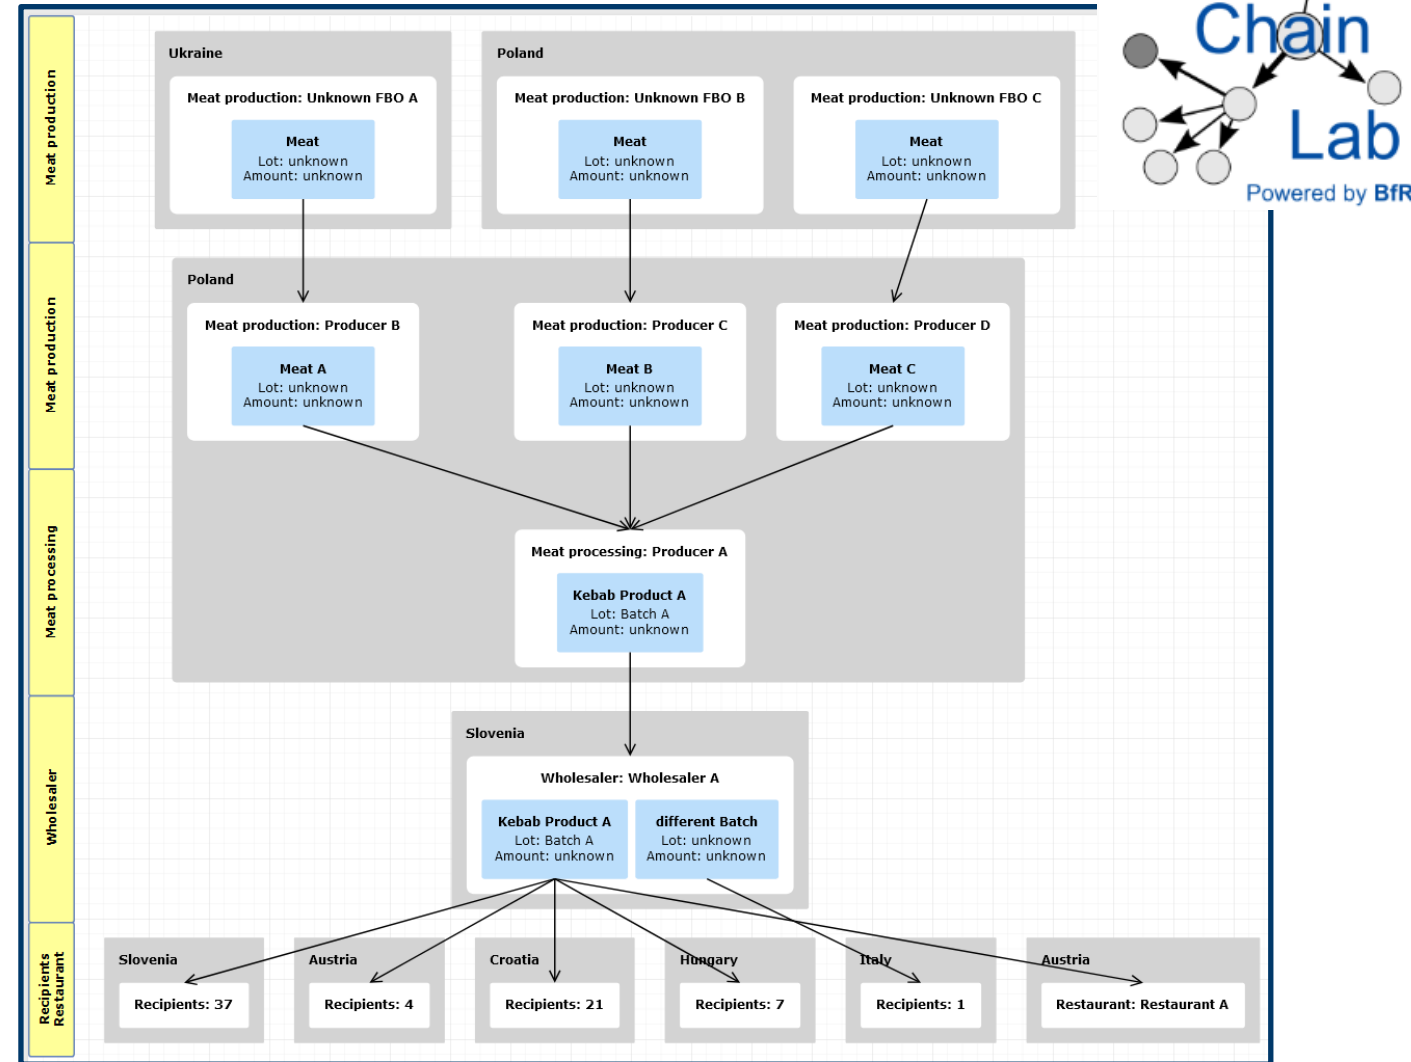 Chain
Lab
Powered by BfR
Meat production
Ukraine
Poland
Meat production: Unknown FBO A
Meat
Lot: unknown
Amount: unknown
Meat production: Unknown FBO B
Meat
Lot: unknown
Amount: unknown
Meat production: Unknown FBO C
Meat
Lot: unknown
Amount: unknown
Meat production
Poland
Meat production: Producer B
Meat A
Lot: unknown
Amount: unknown
Meat production: Producer C
Meat B
Lot: unknown
Amount: unknown
Meat production: Producer D
Meat C
Lot: unknown
Amount: unknown
Meat processing
Meat processing: Producer A
Kebab Product A
Lot: Batch A
Amount: unknown
Wholesaler
Slovenia
Wholesaler: Wholesaler A
Kebab Product A
Lot: Batch A
Amount: unknown
different Batch
Lot: unknown
Amount: unknown
Recipients
Restaurant
Slovenia
Recipients: 37
Austria
Recipients: 4
Croatia
Recipients: 21
Hungary
Recipients: 7
Italy
Recipients: 1
Austria
Restaurant: Restaurant A